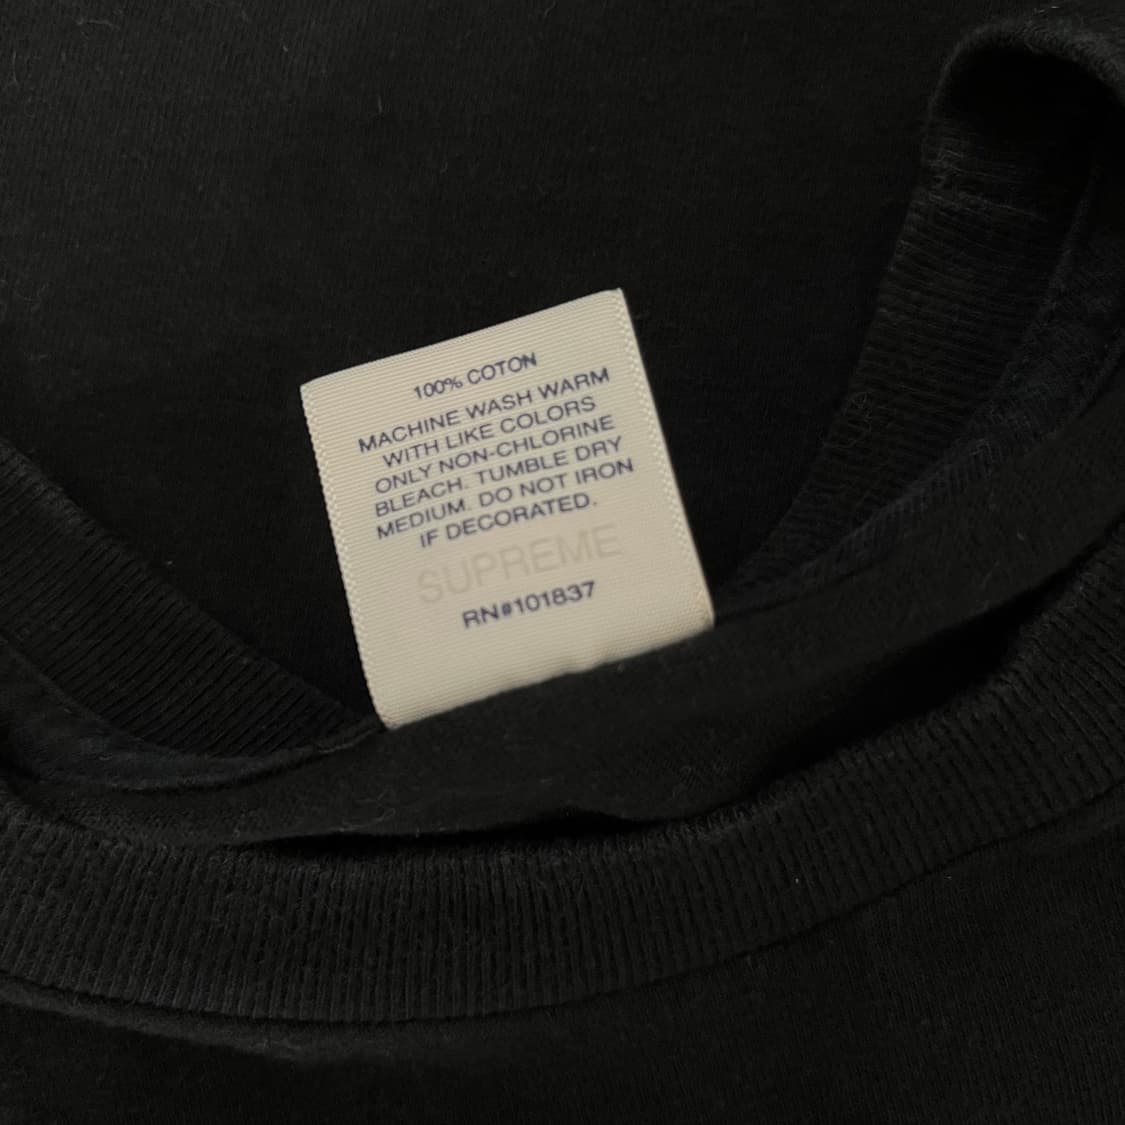 100% COTON
MACHINE WASH WARM
WITH LIKE COLORS
ONLY NON-CHLORINE
BLEACH. TUMBLE DRY
MEDIUM. DO NOT IRON
IF DECORATED.
SUPREME
RN#101837